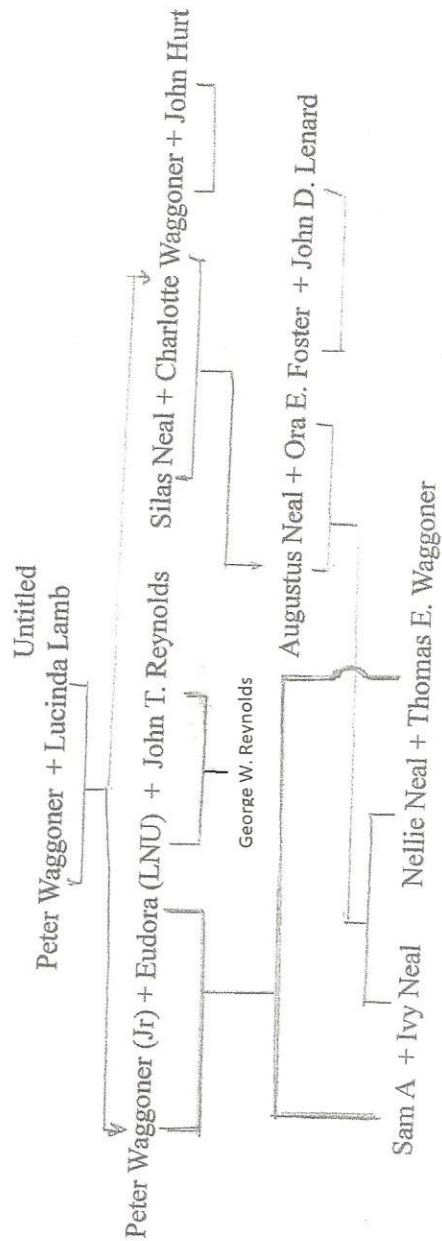 Untitled
Peter Waggoner + Lucinda Lamb
Peter Waggoner (Jr) + Eudora (LNU) + John T. Reynolds
Silas Neal + Charlotte Waggoner + John Hurt
George W. Reynolds
Augustus Neal + Ora E. Foster + John D. Lenard
Sam A + Ivy Neal
Nellie Neal + Thomas E. Waggoner